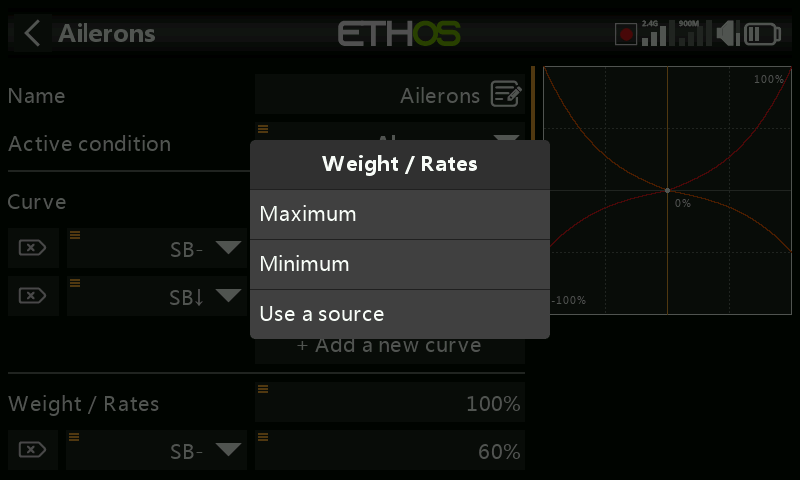 Ailerons
ETHOS
2.4G
900M
Name
Ailerons
Active condition
Curve
SB-
SB↓
+ Add a new curve
Weight / Rates
100%
SB-
60%
Weight / Rates
Maximum
Minimum
Use a source
100%
0%
-100%